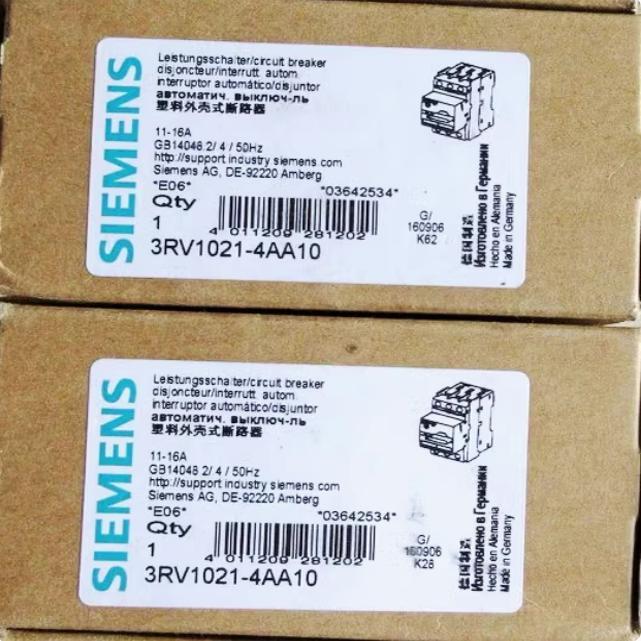 SIEMENS
Leistungsschalter/circuit breaker
disjoncteur/interrutt. autom.
interruptor automático/disjuntor
автоматич. выключ-ль
塑料外壳式断路器
11-16A
GB14048.2/ 4 / 50Hz
http://support industry siemens com
Siemens AG, DE-92220 Amberg
*E06* *03642534*
Qty
1
4 011209 281202
3RV1021-4AA10
G/
160906
K62
德国制造
Изготовлено в Германии
Hecho en Alemania
Made in Germany
SIEMENS
Leistungsschalter/circuit breaker
disjoncteur/interrutt. autom.
interruptor automático/disjuntor
автоматич. выключ-ль
塑料外壳式断路器
11-16A
GB14048 2/ 4 / 50Hz
http://support industry siemens com
Siemens AG, DE-92220 Amberg
"E06" "03642534"
Qty
1
4 011209 281202
3RV1021-4AA10
G/
160906
K28
德国制造
Изготовлено в Германии
Hecho en Alemania
Made in Germany